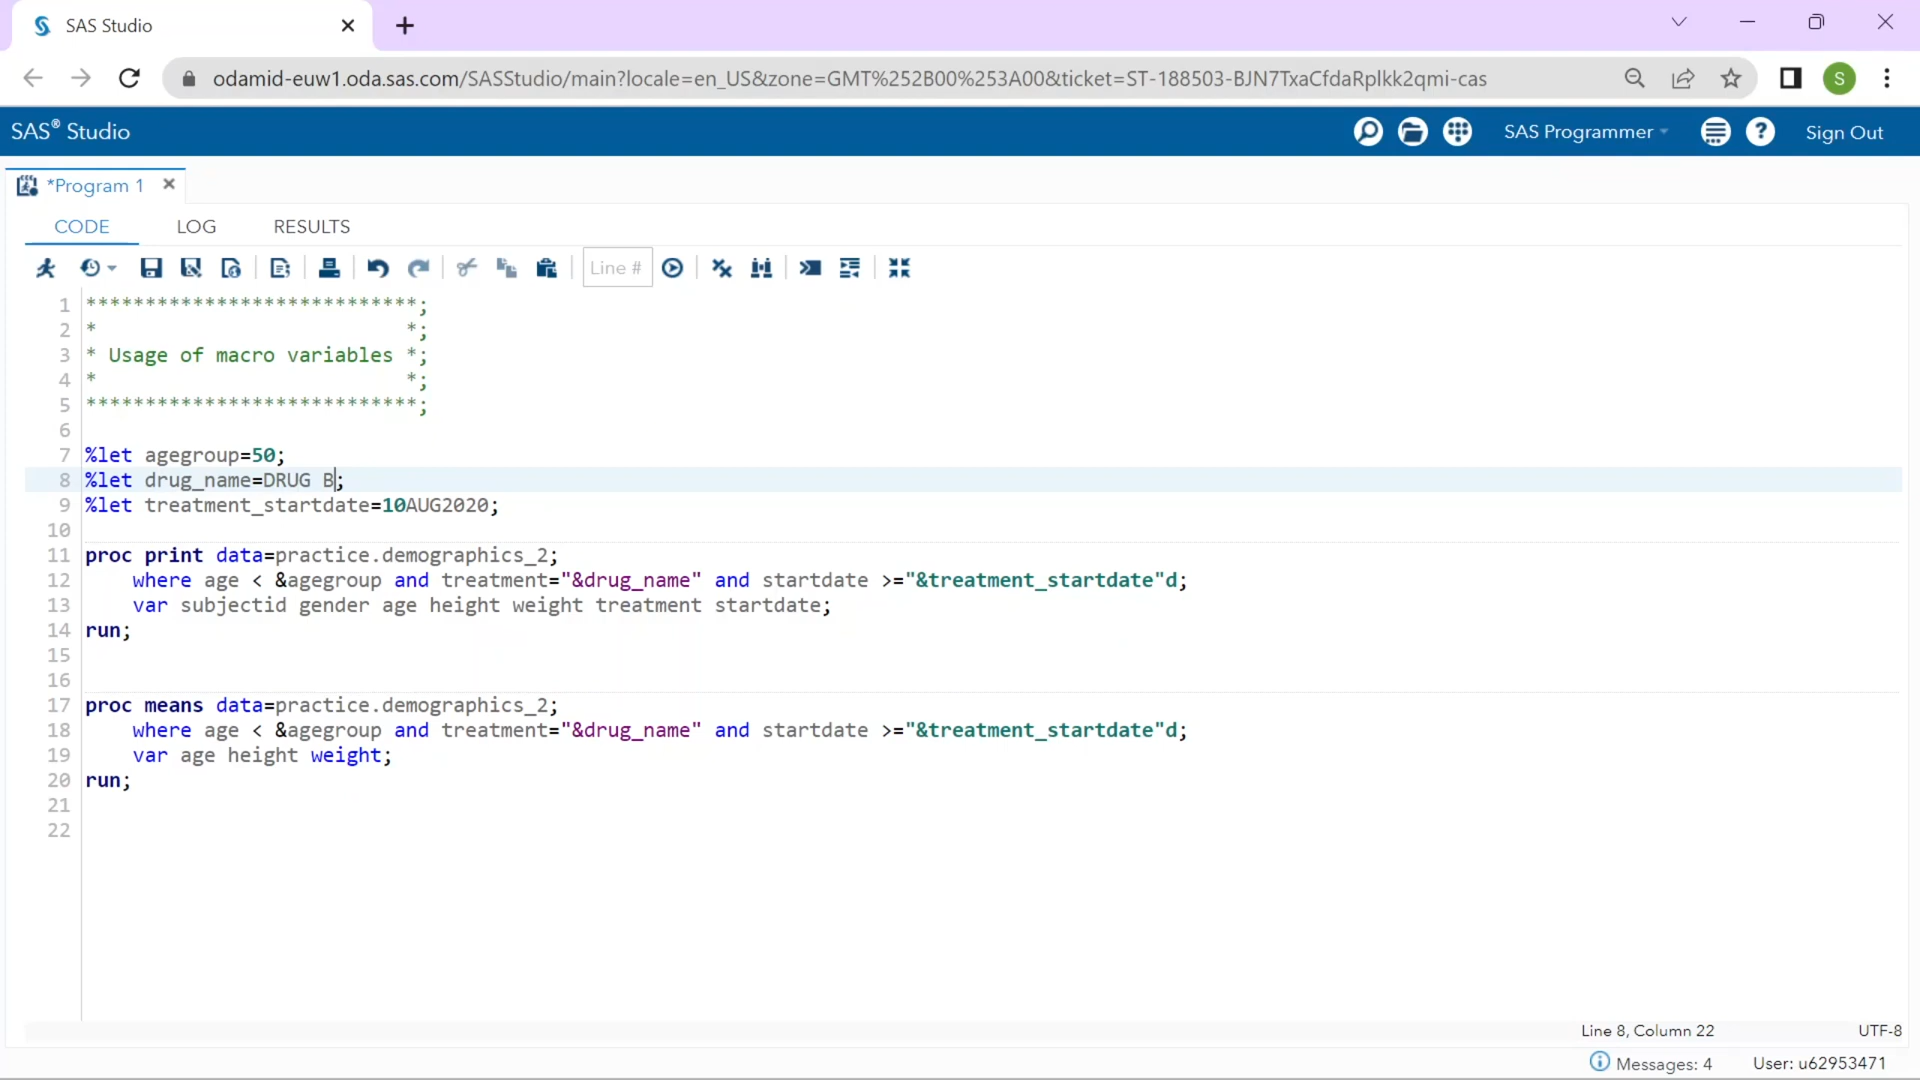 SAS Studio
odamid-euw1.oda.sas.com/SASStudio/main?locale=en_US&zone=GMT%252B00%253A00&ticket=ST-188503-BJN7TxaCfdaRplkk2qmi-cas
S
SAS® Studio
SAS Programmer
?
Sign Out
*Program 1
CODE LOG RESULTS
Line #
1 ****************************;
2 * *;
3 * Usage of macro variables *;
4 * *;
5 ****************************;
6
7 %let agegroup=50;
8 %let drug_name=DRUG B;
9 %let treatment_startdate=10AUG2020;
10
11 proc print data=practice.demographics_2;
12 where age < &agegroup and treatment="&drug_name" and startdate >="&treatment_startdate"d;
13 var subjectid gender age height weight treatment startdate;
14 run;
15
16
17 proc means data=practice.demographics_2;
18 where age < &agegroup and treatment="&drug_name" and startdate >="&treatment_startdate"d;
19 var age height weight;
20 run;
21
22
Line 8, Column 22 UTF-8
Messages: 4 User: u62953471